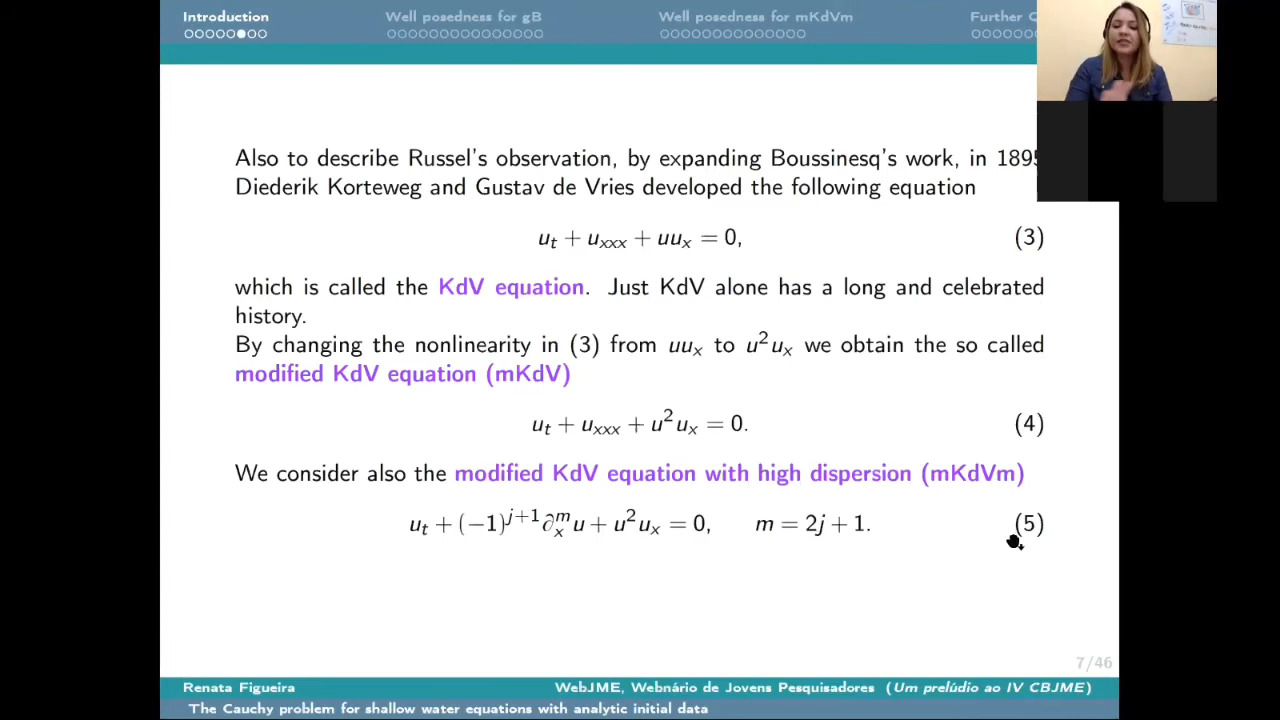 Introduction
Well posedness for gB
Well posedness for mKdVm
Further
Also to describe Russel's observation, by expanding Boussinesq's work, in 1895
Diederik Korteweg and Gustav de Vries developed the following equation
u_t + u_{xxx} + uu_x = 0, (3)
which is called the KdV equation. Just KdV alone has a long and celebrated
history.
By changing the nonlinearity in (3) from uu_x to u^2u_x we obtain the so called
modified KdV equation (mKdV)
u_t + u_{xxx} + u^2u_x = 0. (4)
We consider also the modified KdV equation with high dispersion (mKdVm)
u_t + (−1)^{j+1}∂_x^m u + u^2u_x = 0, m = 2j + 1. (5)
7/46
Renata Figueira
WebJME, Webnário de Jovens Pesquisadores (Um prelúdio ao IV CBJME)
The Cauchy problem for shallow water equations with analytic initial data